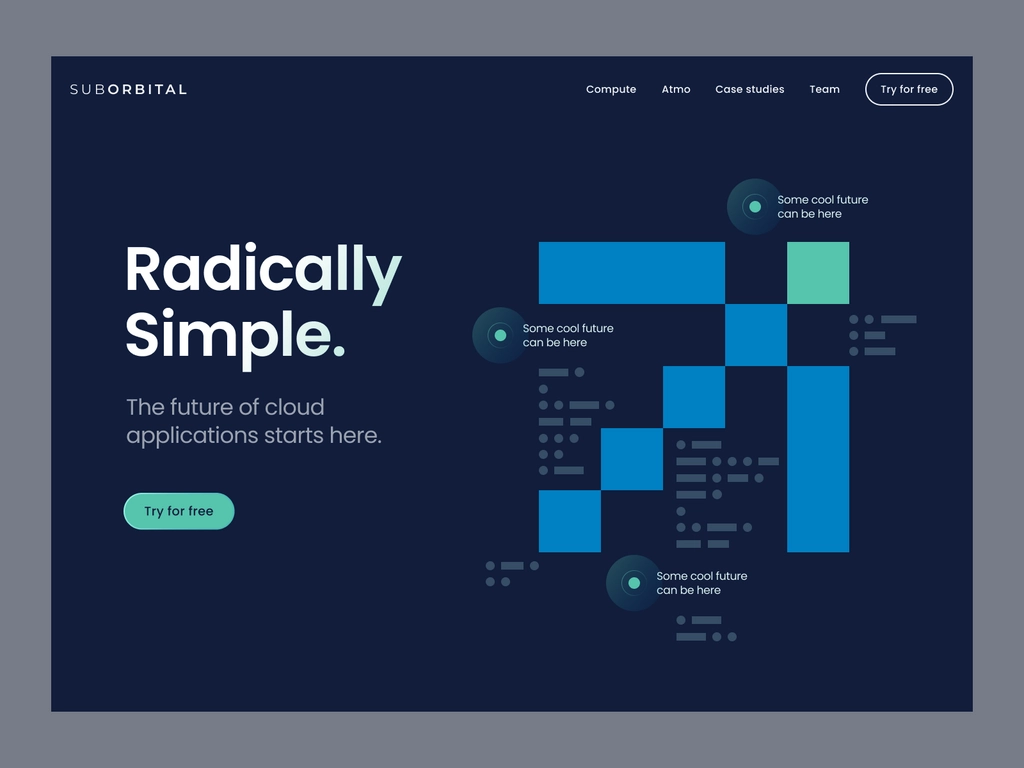 SUBORBITAL
Compute Atmo Case studies Team Try for free
Some cool future
can be here
Radically
Simple.
Some cool future
can be here
The future of cloud
applications starts here.
Try for free
Some cool future
can be here